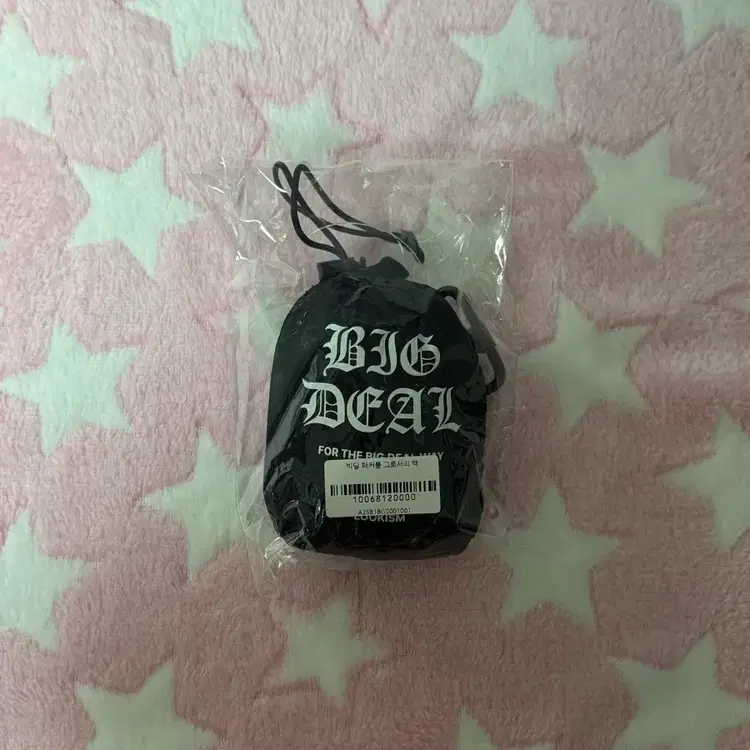 BIG
DEAL
FOR THE BIG DEAL WAY
빅딜 패커블 그로서리 백
10068120000
A2581BG0001001
LOOKISM